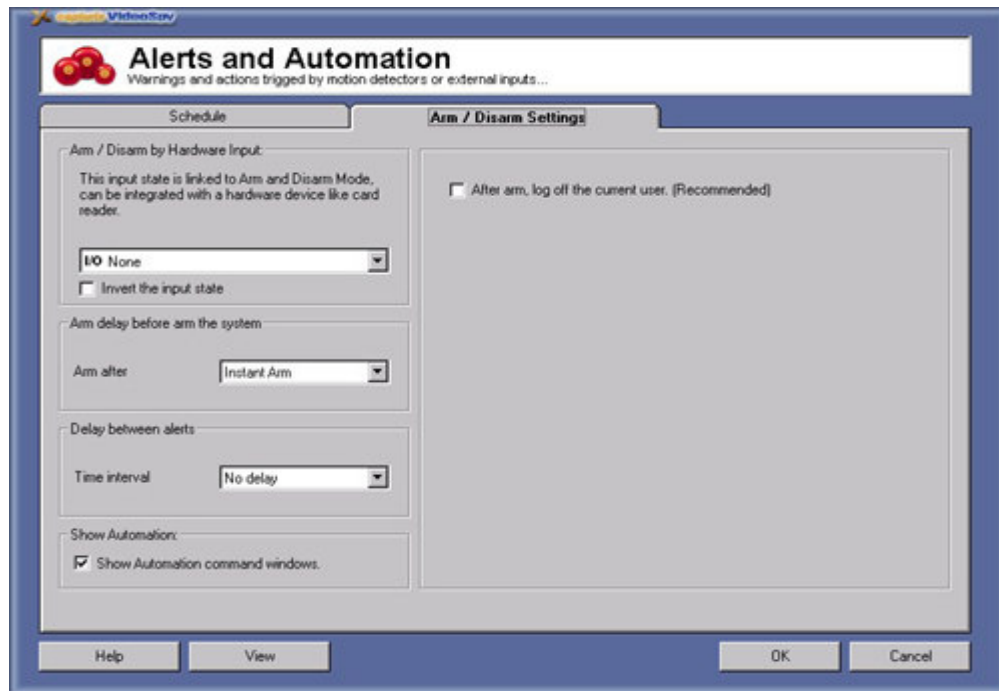 VideoSav
Alerts and Automation
Warnings and actions trigged by motion detectors or external inputs...
Schedule
Arm / Disarm Settings
Arm / Disarm by Hardware Input:
This input state is linked to Arm and Disarm Mode,
can be integrated with a hardware device like card
reader.
I/O None
Invert the input state
Arm delay before arm the system
Arm after
Instant Arm
Delay between alerts
Time interval
No delay
Show Automation:
Show Automation command windows.
After arm, log off the current user. (Recommended)
Help
View
OK
Cancel